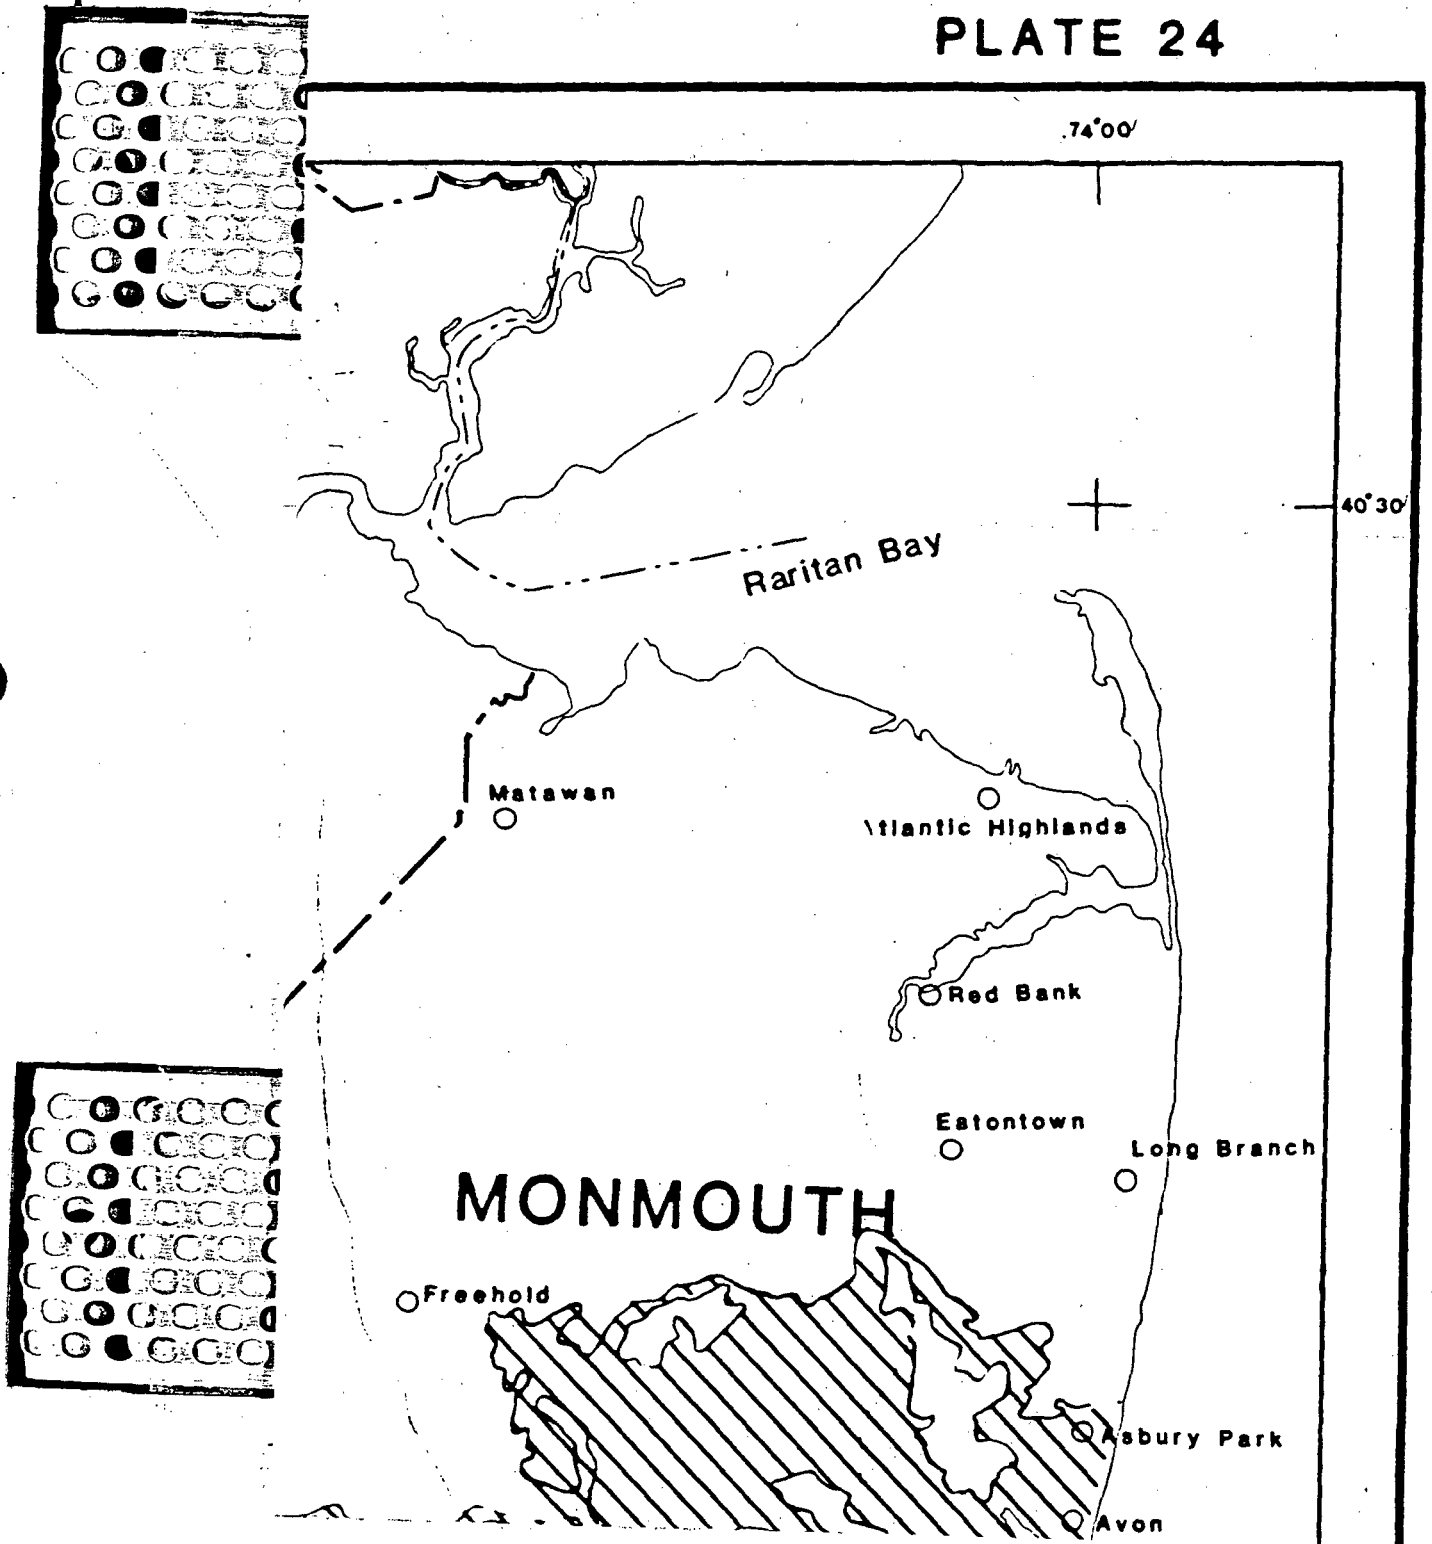 PLATE 24
74°00'
40°30'
Raritan Bay
Matawan
Atlantic Highlands
Red Bank
Eatontown
Long Branch
MONMOUTH
Freehold
Asbury Park
Avon